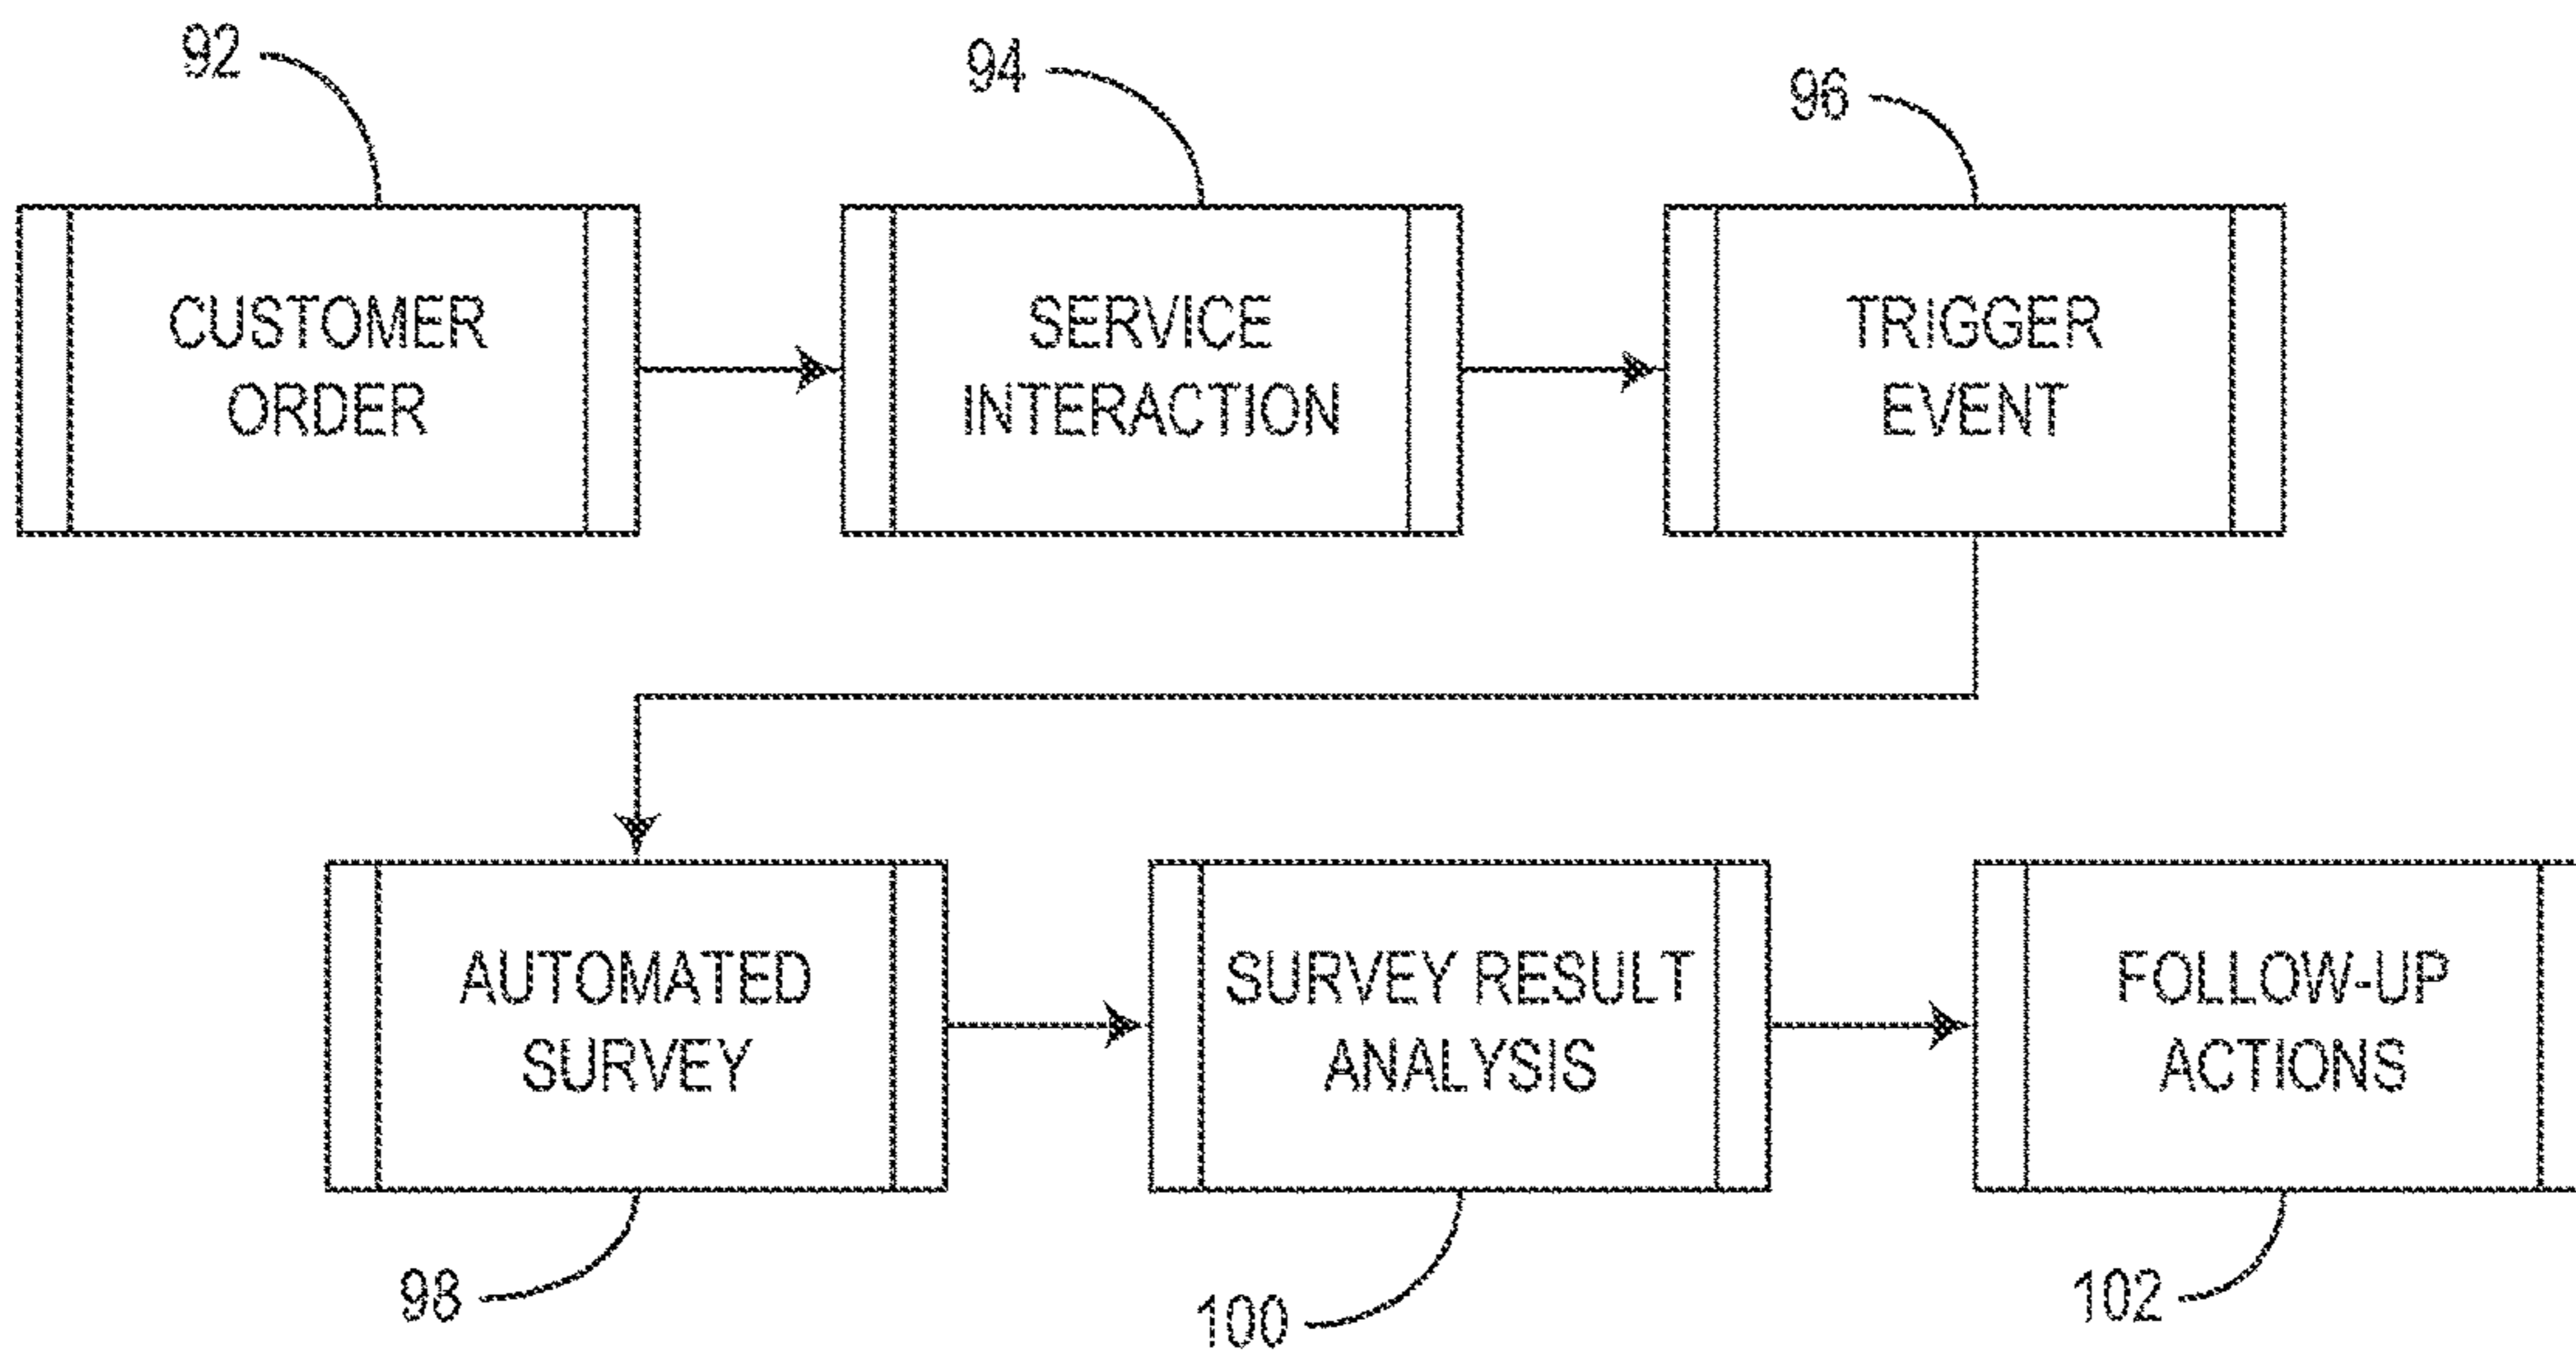 92
94
96
CUSTOMER
ORDER
SERVICE
INTERACTION
TRIGGER
EVENT
AUTOMATED
SURVEY
SURVEY RESULT
ANALYSIS
FOLLOW-UP
ACTIONS
98
100
102